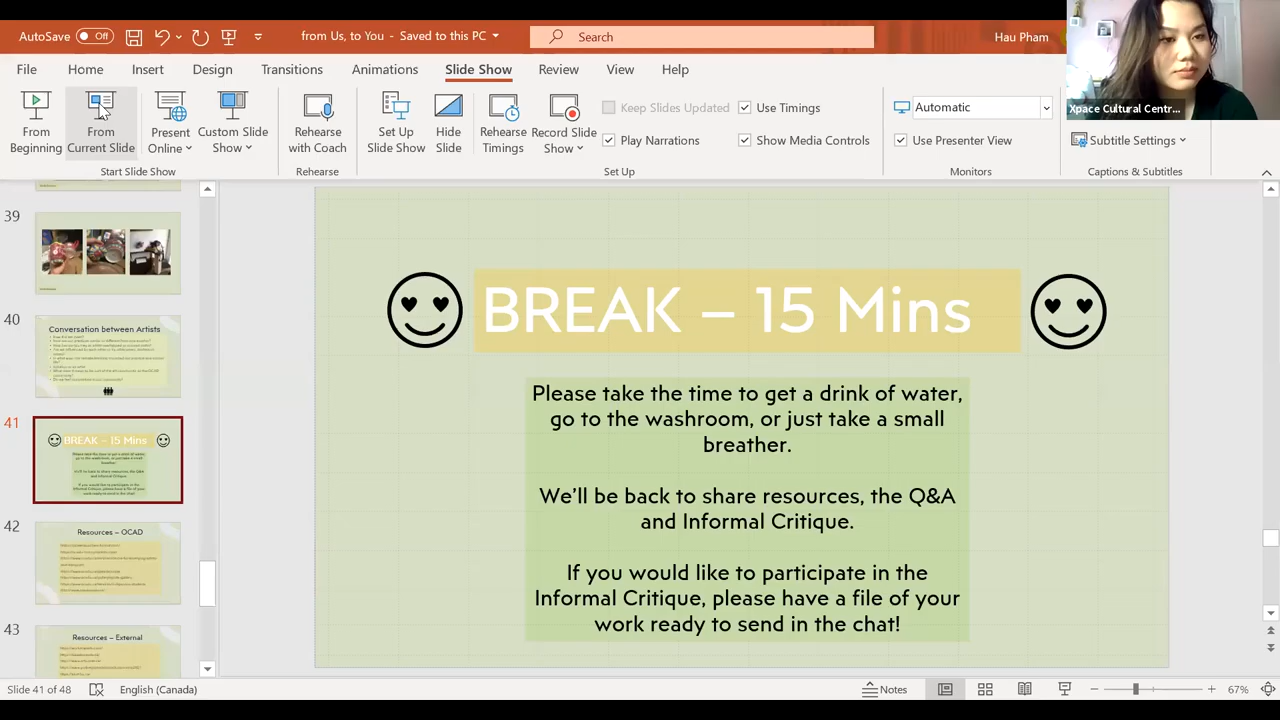 AutoSave Off from Us, to You - Saved to this PC Search Hau Pham
File Home Insert Design Transitions Animations Slide Show Review View Help
From Beginning
From Current Slide
Present Online
Custom Slide Show
Start Slide Show
Rehearse with Coach
Rehearse
Set Up Slide Show
Hide Slide
Rehearse Timings
Record Slide Show
Keep Slides Updated
Play Narrations
Use Timings
Show Media Controls
Set Up
Automatic
Use Presenter View
Monitors
Subtitle Settings
Captions & Subtitles
Xpace Cultural Centr...
39
40
Conversation between Artists
41
BREAK – 15 Mins
42
Resources – OCAD
43
Resources – External
BREAK – 15 Mins
Please take the time to get a drink of water,
go to the washroom, or just take a small
breather.
We'll be back to share resources, the Q&A
and Informal Critique.
If you would like to participate in the
Informal Critique, please have a file of your
work ready to send in the chat!
Slide 41 of 48 English (Canada) Notes 67%